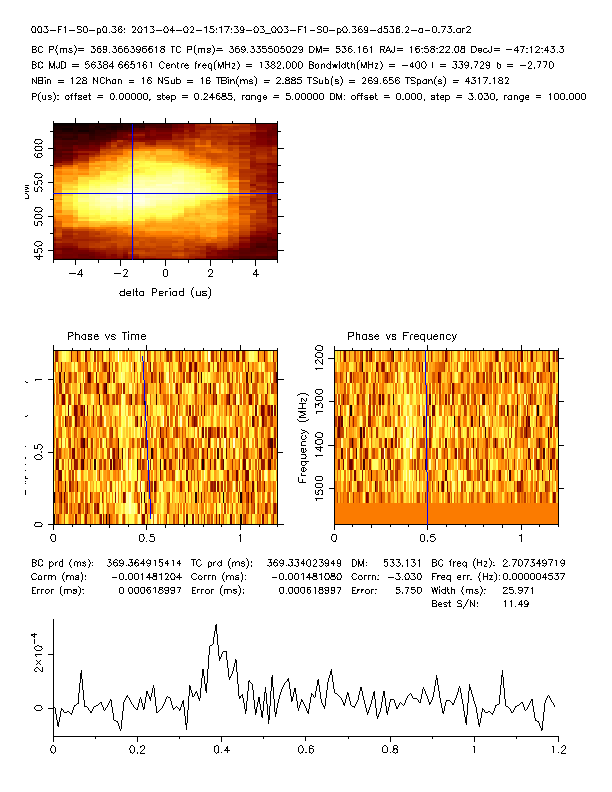 003-F1-S0-p0.36: 2013-04-02-15:17:39-03_003-F1-S0-p0.369-d536.2-a-0.73.ar2
BC P(ms)= 369.366396618 TC P(ms)= 369.335505029 DM= 536.161 RAJ= 16:58:22.08 DecJ= -47:12:43.3
BC MJD = 56384.665161 Centre freq(MHz) = 1382.000 Bandwidth(MHz) = -400 l = 339.729 b = -2.770
NBin = 128 NChan = 16 NSub = 16 TBin(ms) = 2.885 TSub(s) = 269.656 TSpan(s) = 4317.182
P(us): offset = 0.00000, step = 0.24685, range = 5.00000 DM: offset = 0.000, step = 3.030, range = 100.000
600
550
500
450
DM
-4 -2 0 2 4
delta Period (us)
Phase vs Time
1
0.5
0
0 0.5 1
Phase vs Frequency
Frequency (MHz)
1200
1300
1400
1500
0 0.5 1
BC prd (ms): 369.364915414 TC prd (ms): 369.334023949 DM: 533.131 BC freq (Hz): 2.707349719
Corrn (ms): -0.001481204 Corrn (ms): -0.001481080 Corrn: -3.030 Freq err. (Hz): 0.000004537
Error (ms): 0.000618997 Error (ms): 0.000618997 Error: 5.750 Width (ms): 25.971
Best S/N: 11.49
2×10⁻⁴
0
0 0.2 0.4 0.6 0.8 1 1.2